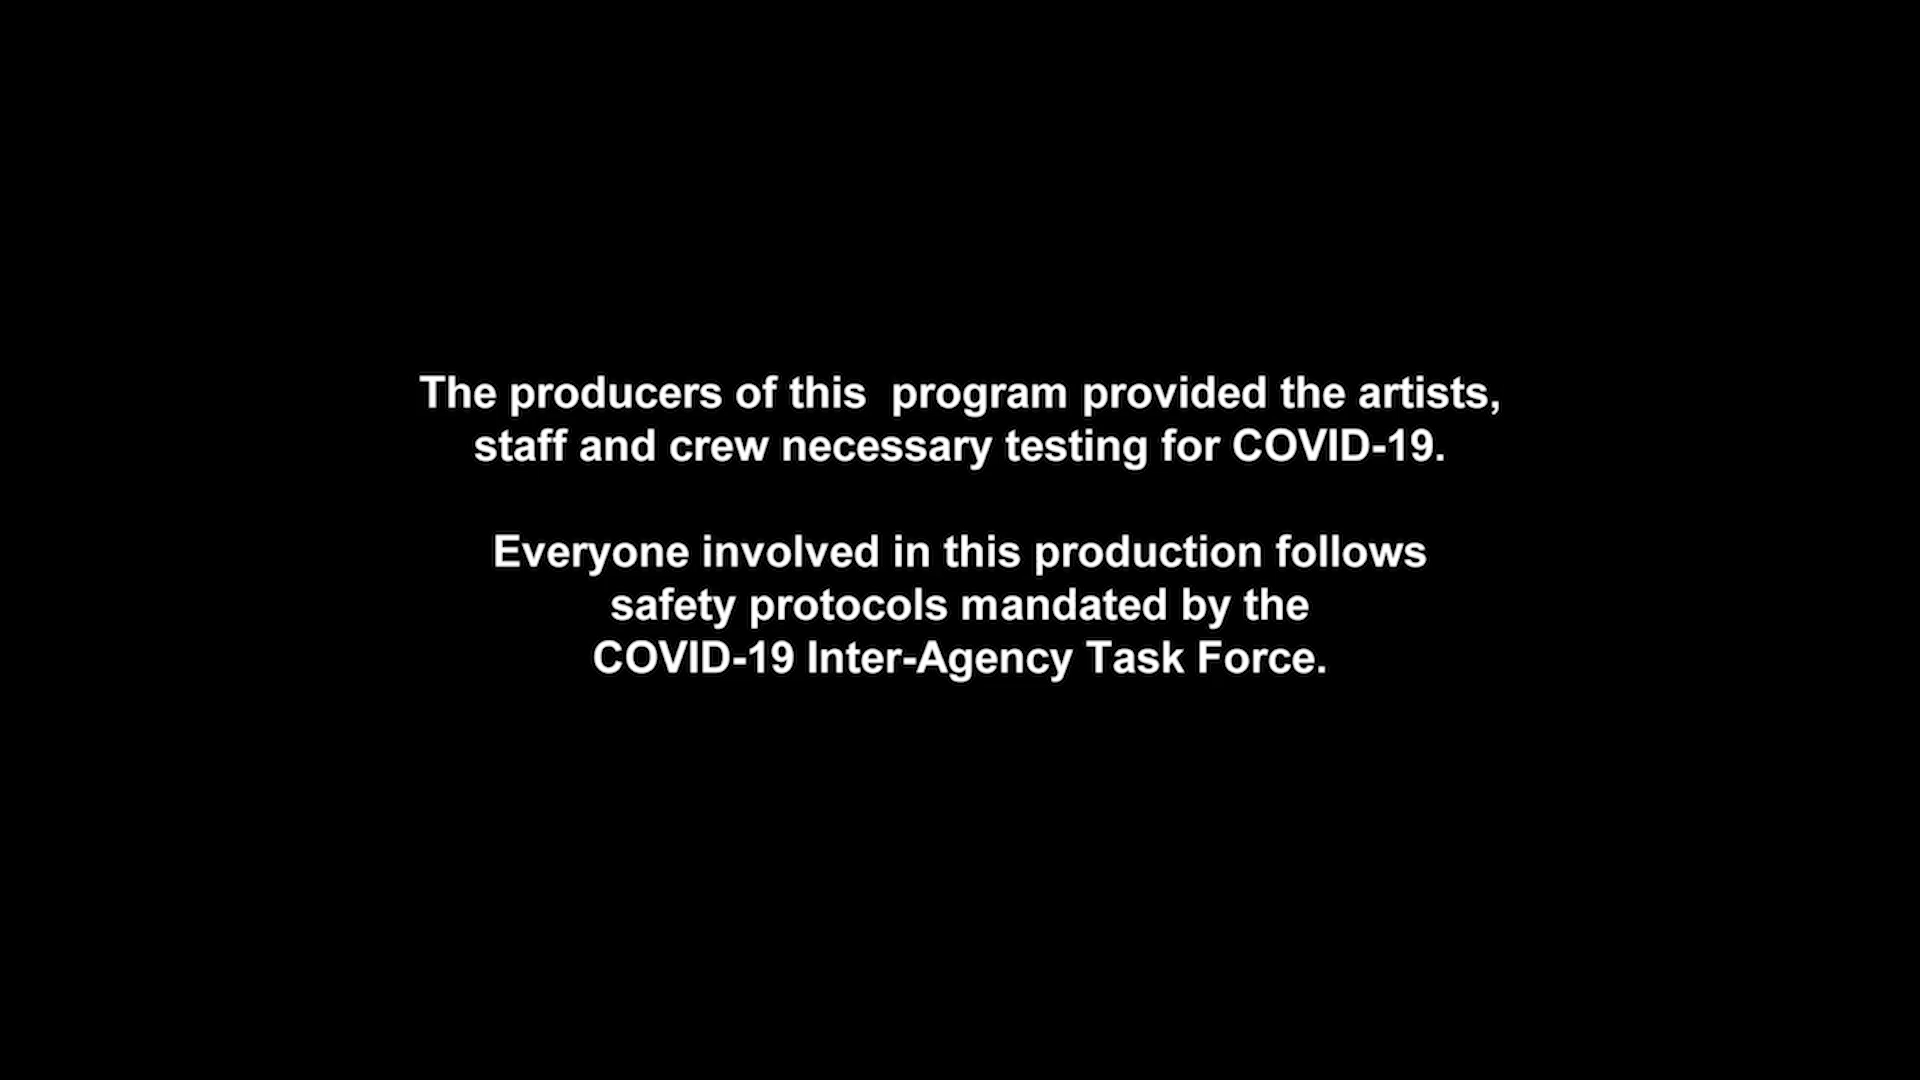 The producers of this  program provided the artists,
staff and crew necessary testing for COVID-19.
Everyone involved in this production follows
safety protocols mandated by the
COVID-19 Inter-Agency Task Force.